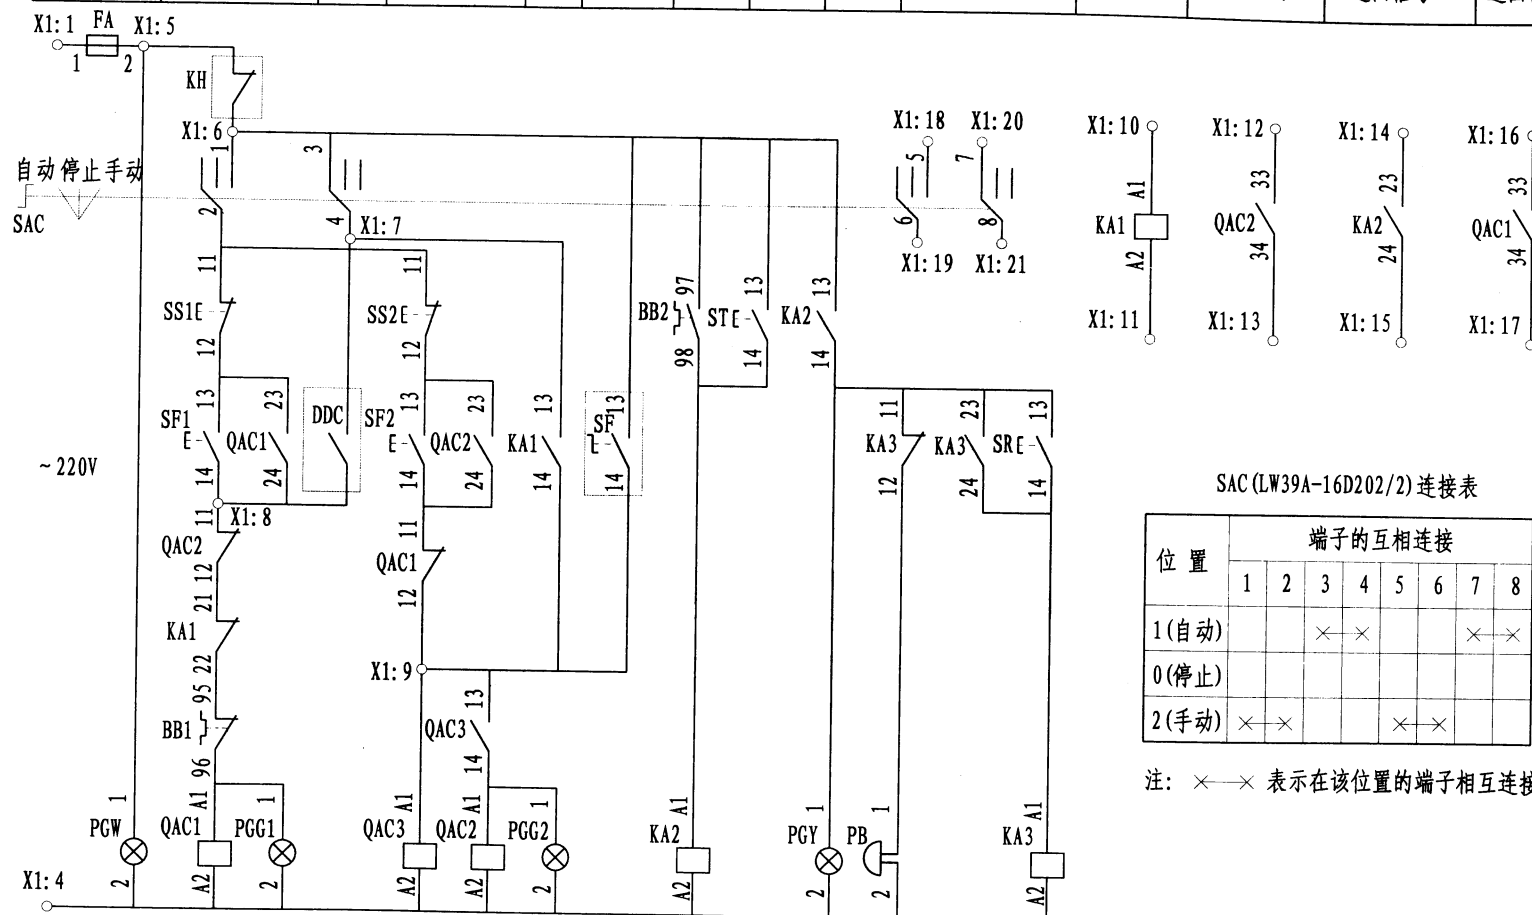 X1:1 FA X1:5
1 2
KH
X1:6
1
3
自动 停止 手动
SAC
2
4
X1:7
X1:18 X1:20
5 7
6 8
X1:19 X1:21
X1:10 X1:12 X1:14 X1:16
A1 33 23 33
KA1 QAC2 KA2 QAC1
A2 34 24 34
X1:11 X1:13 X1:15 X1:17
11 11
SS1E SS2E
12 12
97 13 13
BB2 STE KA2
98 14 14
13 23 13 23 13 13
SF1 E QAC1 DDC SF2 E QAC2 KA1 SF E
14 24 14 24 14 14
11 23 13
KA3 KA3 SRE
12 24 14
~220V
X1:8
11
QAC2
12
21
KA1
22
95
BB1
96
11
QAC1
12
X1:9
13
QAC3
14
SAC(LW39A-16D202/2)连接表
位置 端子的互相连接
1 2 3 4 5 6 7 8
1(自动) ×—× ×—×
0(停止)
2(手动) ×—× ×—×
注: ×—× 表示在该位置的端子相互连接
1 A1 1 A1 A1 1 A1 1 1 A1
PGW QAC1 PGG1 QAC3 QAC2 PGG2 KA2 PGY PB KA3
2 A2 2 A2 A2 2 A2 2 2 A2
X1:4